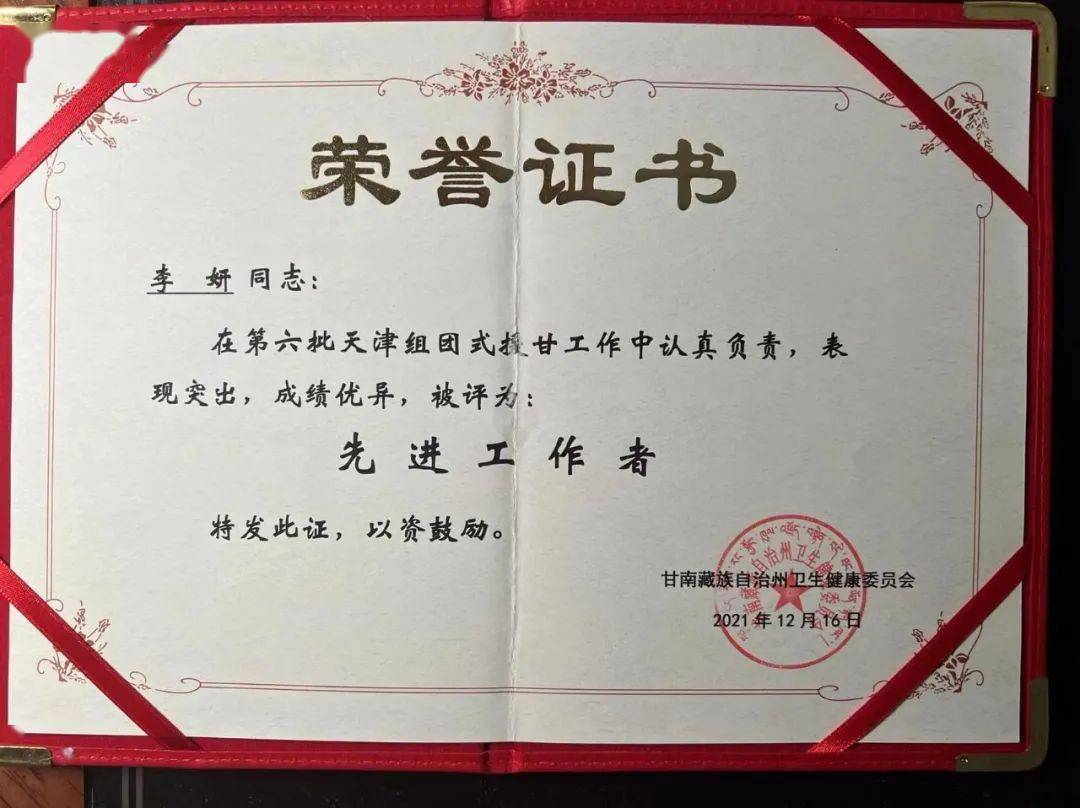 荣誉证书
李 妍 同志：
在第六批天津组团式援甘工作中认真负责，表
现突出，成绩优异，被评为：
先进工作者
特发此证，以资鼓励。
甘南藏族自治州卫生健康委员会
2021年12月16日